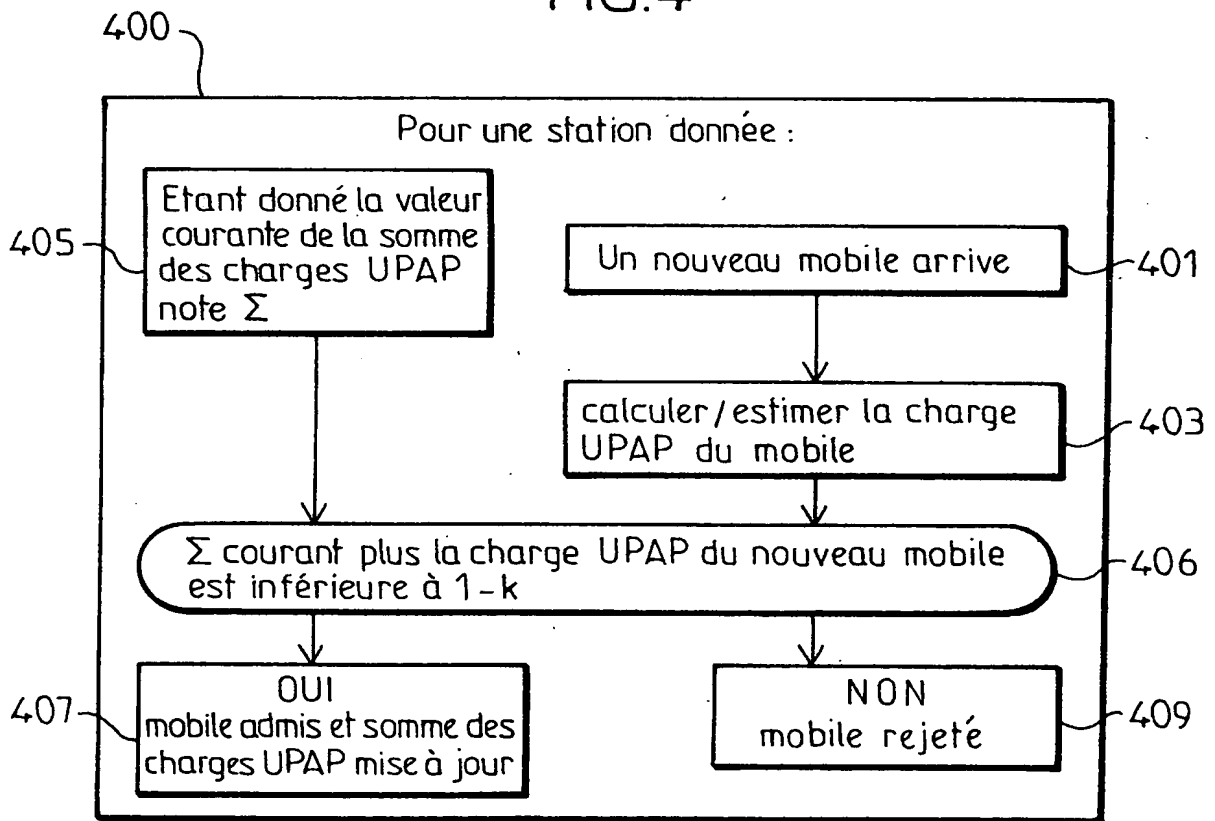 FIG.4
400
Pour une station donnée :
Etant donné la valeur
courante de la somme
des charges UPAP
note Σ
405
Un nouveau mobile arrive
401
calculer/estimer la charge
UPAP du mobile
403
Σ courant plus la charge UPAP du nouveau mobile
est inférieure à 1-k
406
OUI
mobile admis et somme des
charges UPAP mise à jour
407
NON
mobile rejeté
409